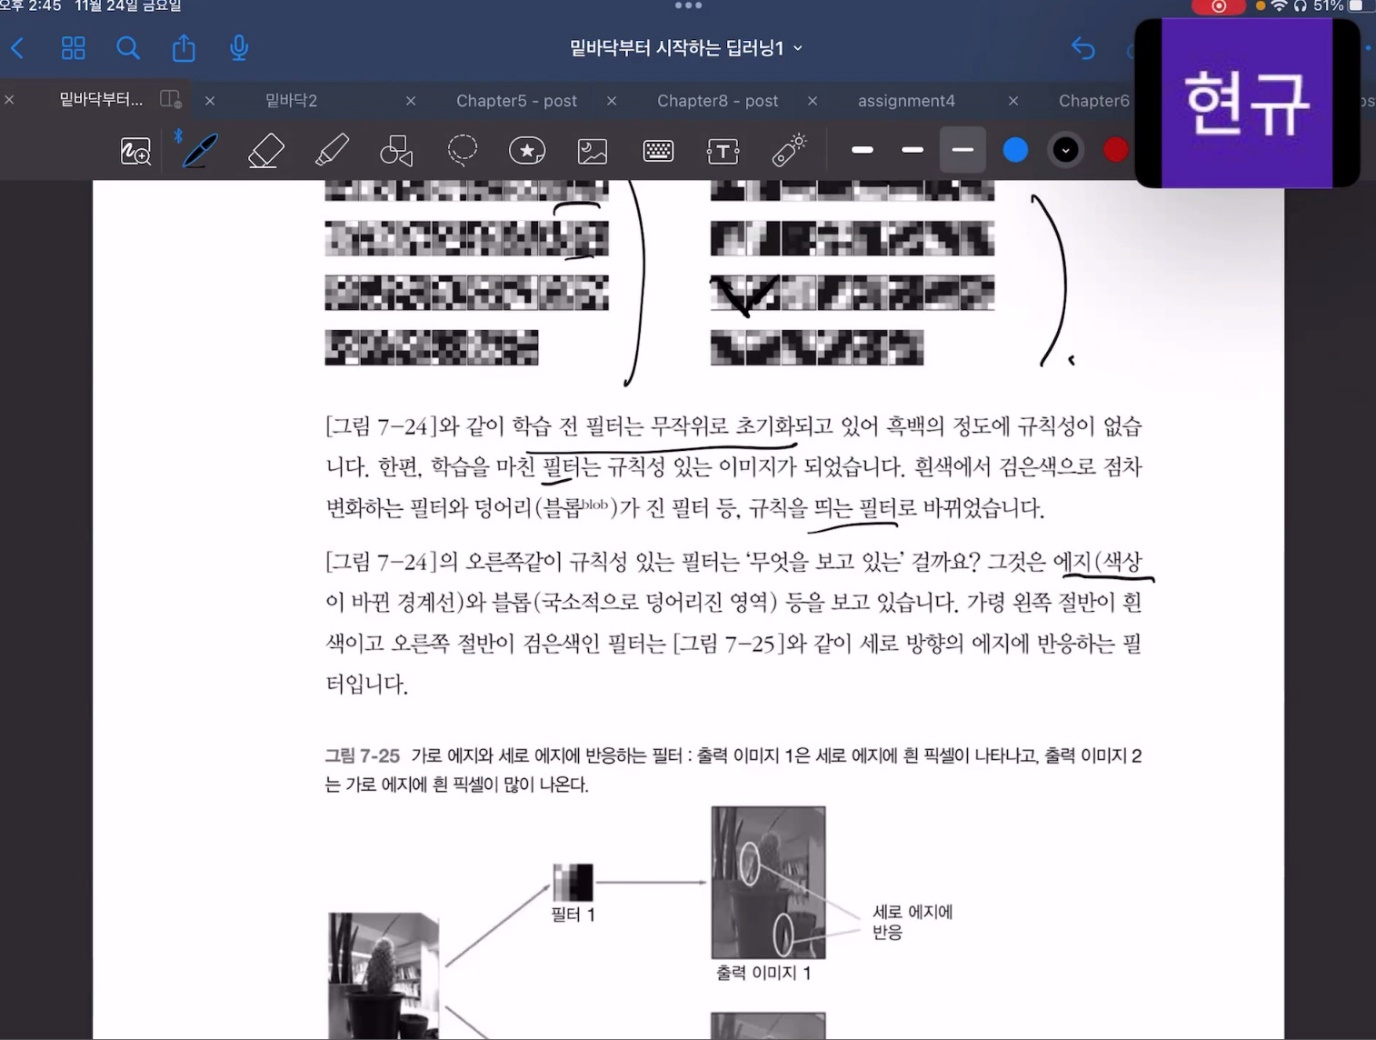 오후 2:45 11월 24일 금요일
51%
밑바닥부터 시작하는 딥러닝1
밑바닥부터...
밑바닥2
Chapter5 - post
Chapter8 - post
assignment4
Chapter6
현규
[그림 7-24]와 같이 학습 전 필터는 무작위로 초기화되고 있어 흑백의 정도에 규칙성이 없습
니다. 한편, 학습을 마친 필터는 규칙성 있는 이미지가 되었습니다. 흰색에서 검은색으로 점차
변화하는 필터와 덩어리(블롭blob)가 진 필터 등, 규칙을 띄는 필터로 바뀌었습니다.
[그림 7-24]의 오른쪽같이 규칙성 있는 필터는 ‘무엇을 보고 있는’ 걸까요? 그것은 에지(색상
이 바뀐 경계선)와 블롭(국소적으로 덩어리진 영역) 등을 보고 있습니다. 가령 왼쪽 절반이 흰
색이고 오른쪽 절반이 검은색인 필터는 [그림 7-25]와 같이 세로 방향의 에지에 반응하는 필
터입니다.
그림 7-25 가로 에지와 세로 에지에 반응하는 필터 : 출력 이미지 1은 세로 에지에 흰 픽셀이 나타나고, 출력 이미지 2
는 가로 에지에 흰 픽셀이 많이 나온다.
필터 1
세로 에지에
반응
출력 이미지 1